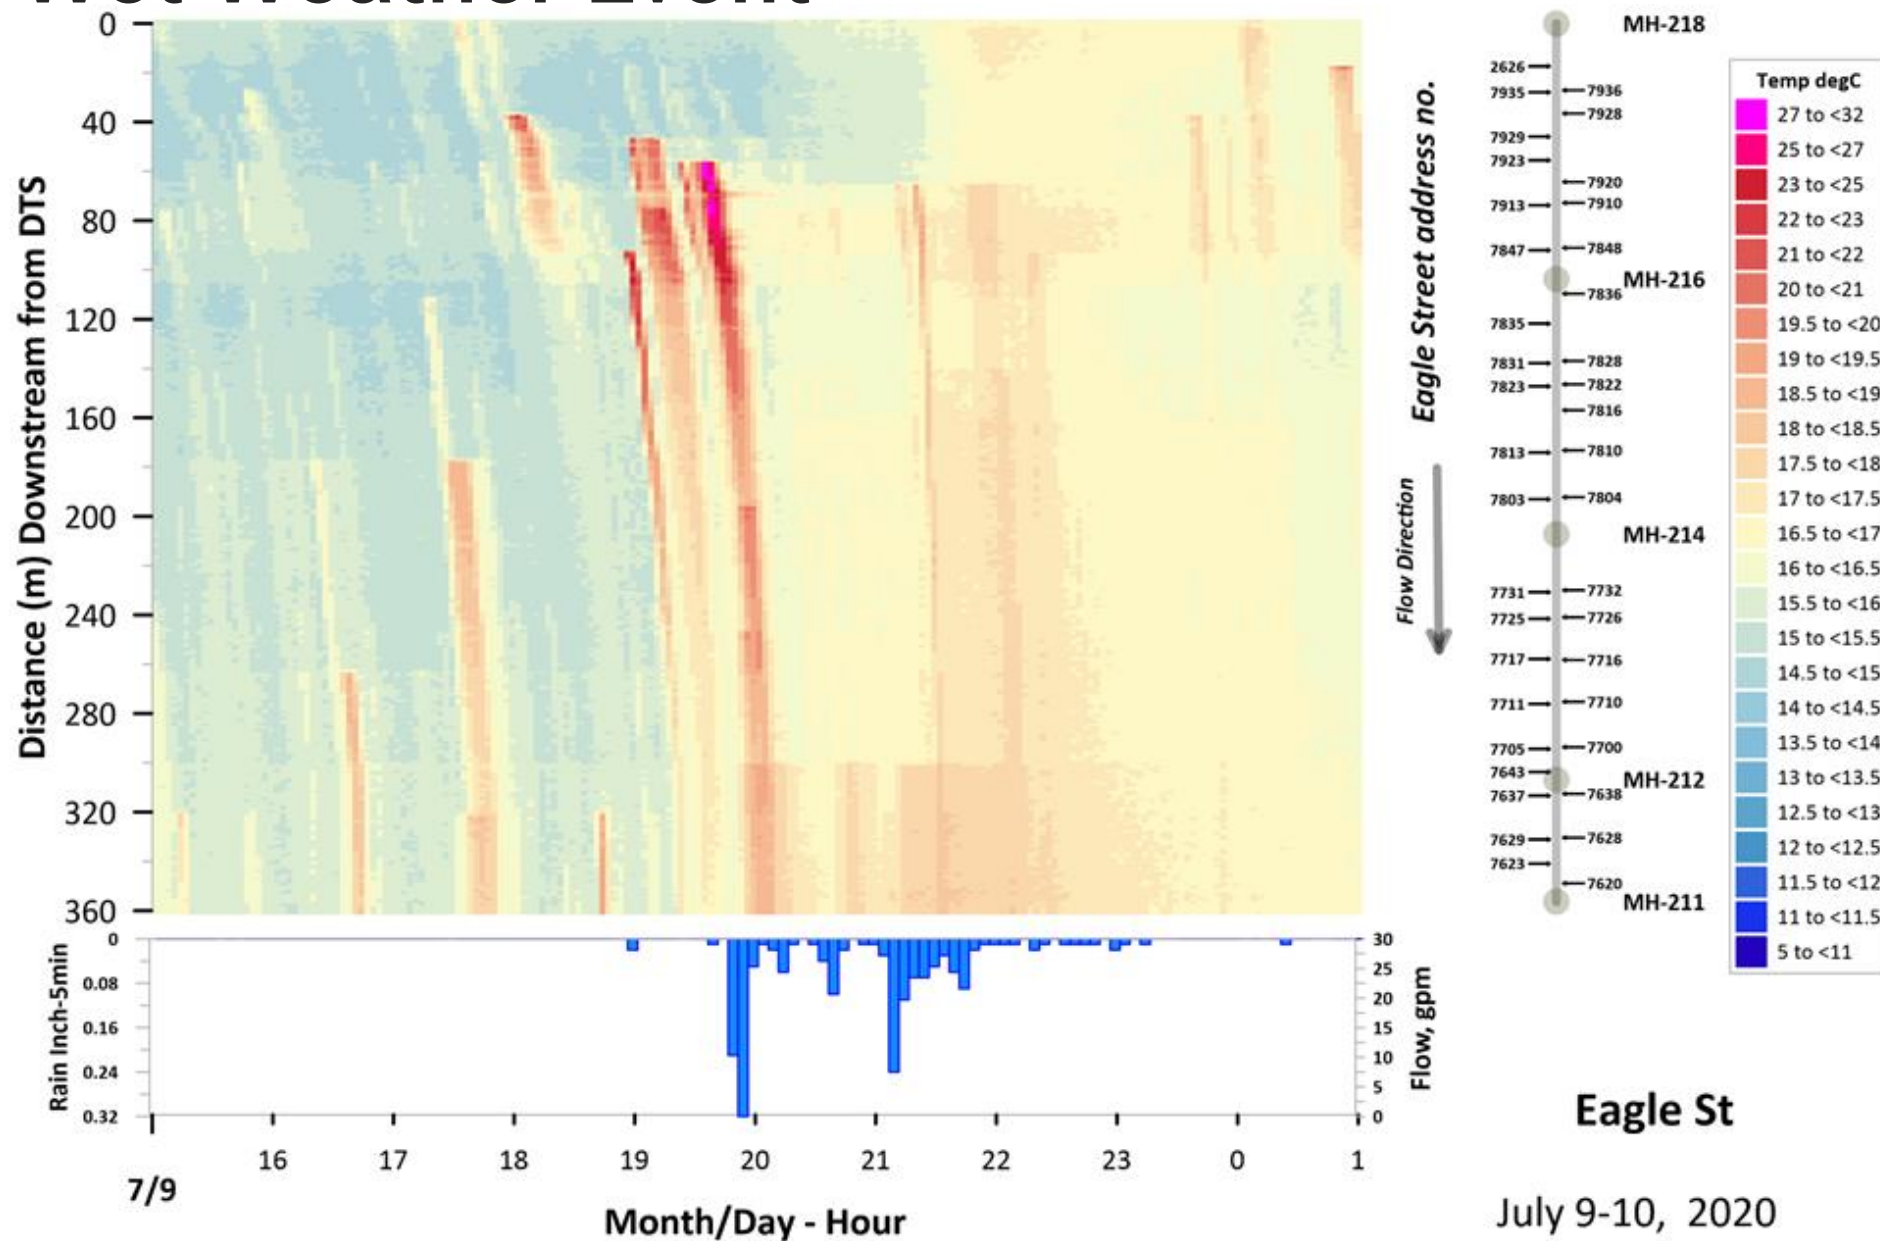 Wet Weather Event
Distance (m) Downstream from DTS
0
40
80
120
160
200
240
280
320
360
Rain Inch-5min
0
0.08
0.16
0.24
0.32
30
25
20
15
10
5
0
Flow, gpm
16 17 18 19 20 21 22 23 0 1
7/9
Month/Day - Hour
Eagle Street address no.
Flow Direction
MH-218
2626
7935 7936
7928
7929
7923
7920
7913 7910
7847 7848
MH-216
7836
7835
7831 7828
7823 7822
7816
7813 7810
7803 7804
MH-214
7731 7732
7725 7726
7717 7716
7711 7710
7705 7700
7643 MH-212
7637 7638
7629 7628
7623
7620
MH-211
Temp degC
27 to <32
25 to <27
23 to <25
22 to <23
21 to <22
20 to <21
19.5 to <20
19 to <19.5
18.5 to <19
18 to <18.5
17.5 to <18
17 to <17.5
16.5 to <17
16 to <16.5
15.5 to <16
15 to <15.5
14.5 to <15
14 to <14.5
13.5 to <14
13 to <13.5
12.5 to <13
12 to <12.5
11.5 to <12
11 to <11.5
5 to <11
Eagle St
July 9-10, 2020